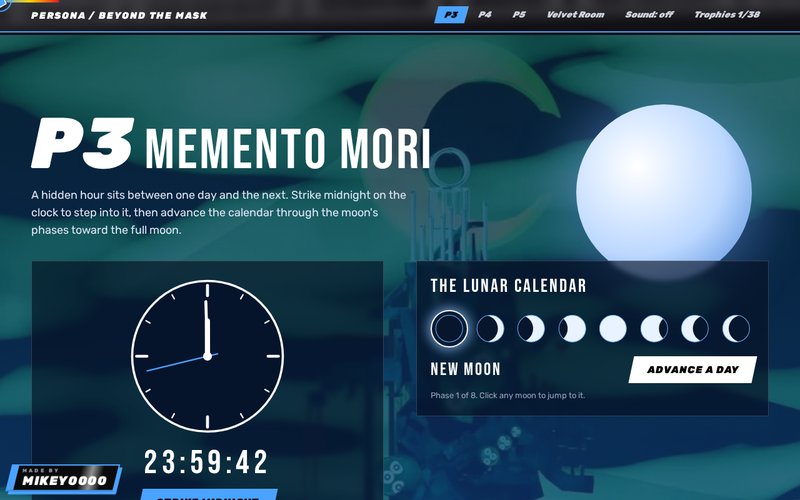 PERSONA / BEYOND THE MASK
P3 P4 P5 Velvet Room Sound: off Trophies 1/38
P3 MEMENTO MORI
A hidden hour sits between one day and the next. Strike midnight on the
clock to step into it, then advance the calendar through the moon's
phases toward the full moon.
THE LUNAR CALENDAR
NEW MOON
ADVANCE A DAY
Phase 1 of 8. Click any moon to jump to it.
23:59:42
STRIKE MIDNIGHT
MADE BY
MIKEYOOOO